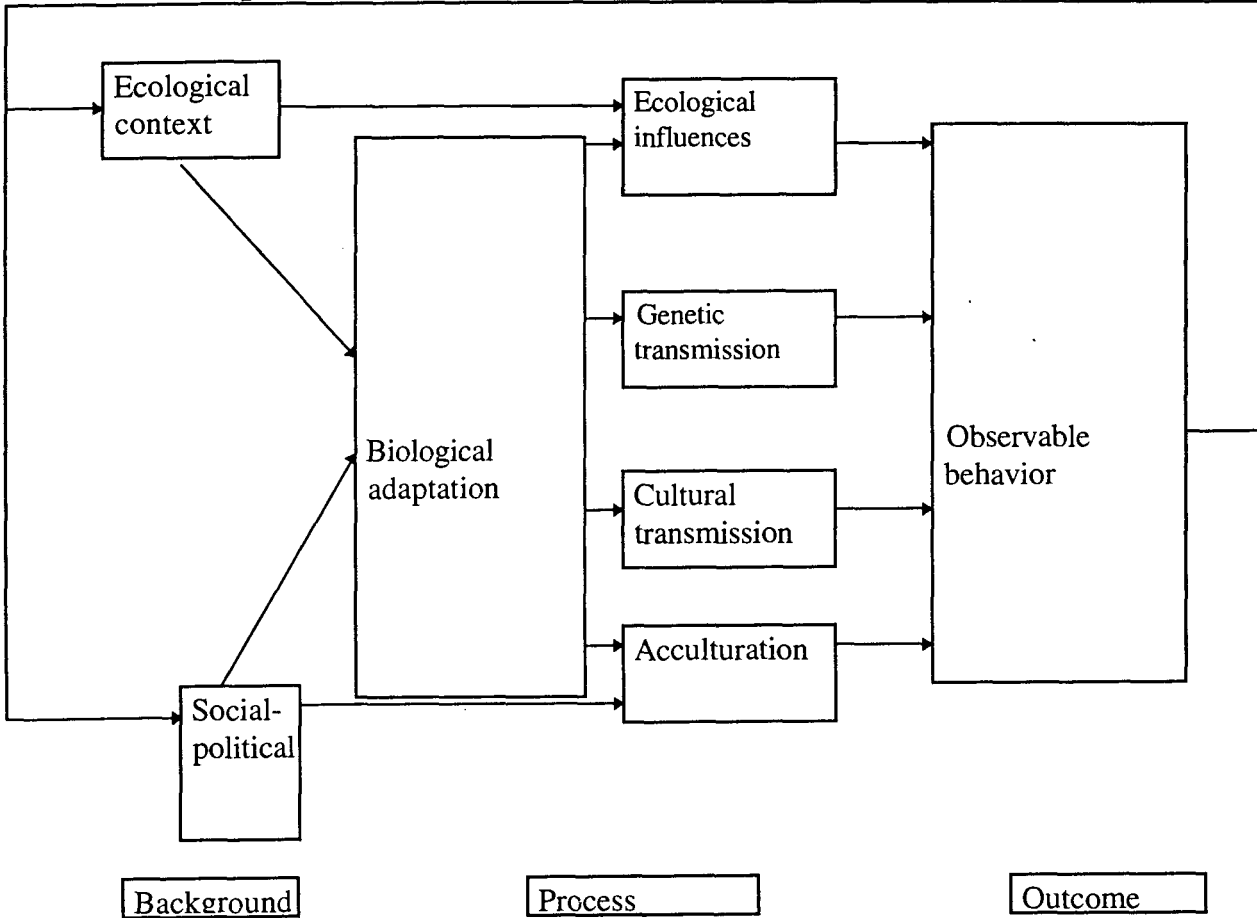 Ecological
context
Ecological
influences
Biological
adaptation
Genetic
transmission
Cultural
transmission
Acculturation
Observable
behavior
Social-
political
Background
Process
Outcome